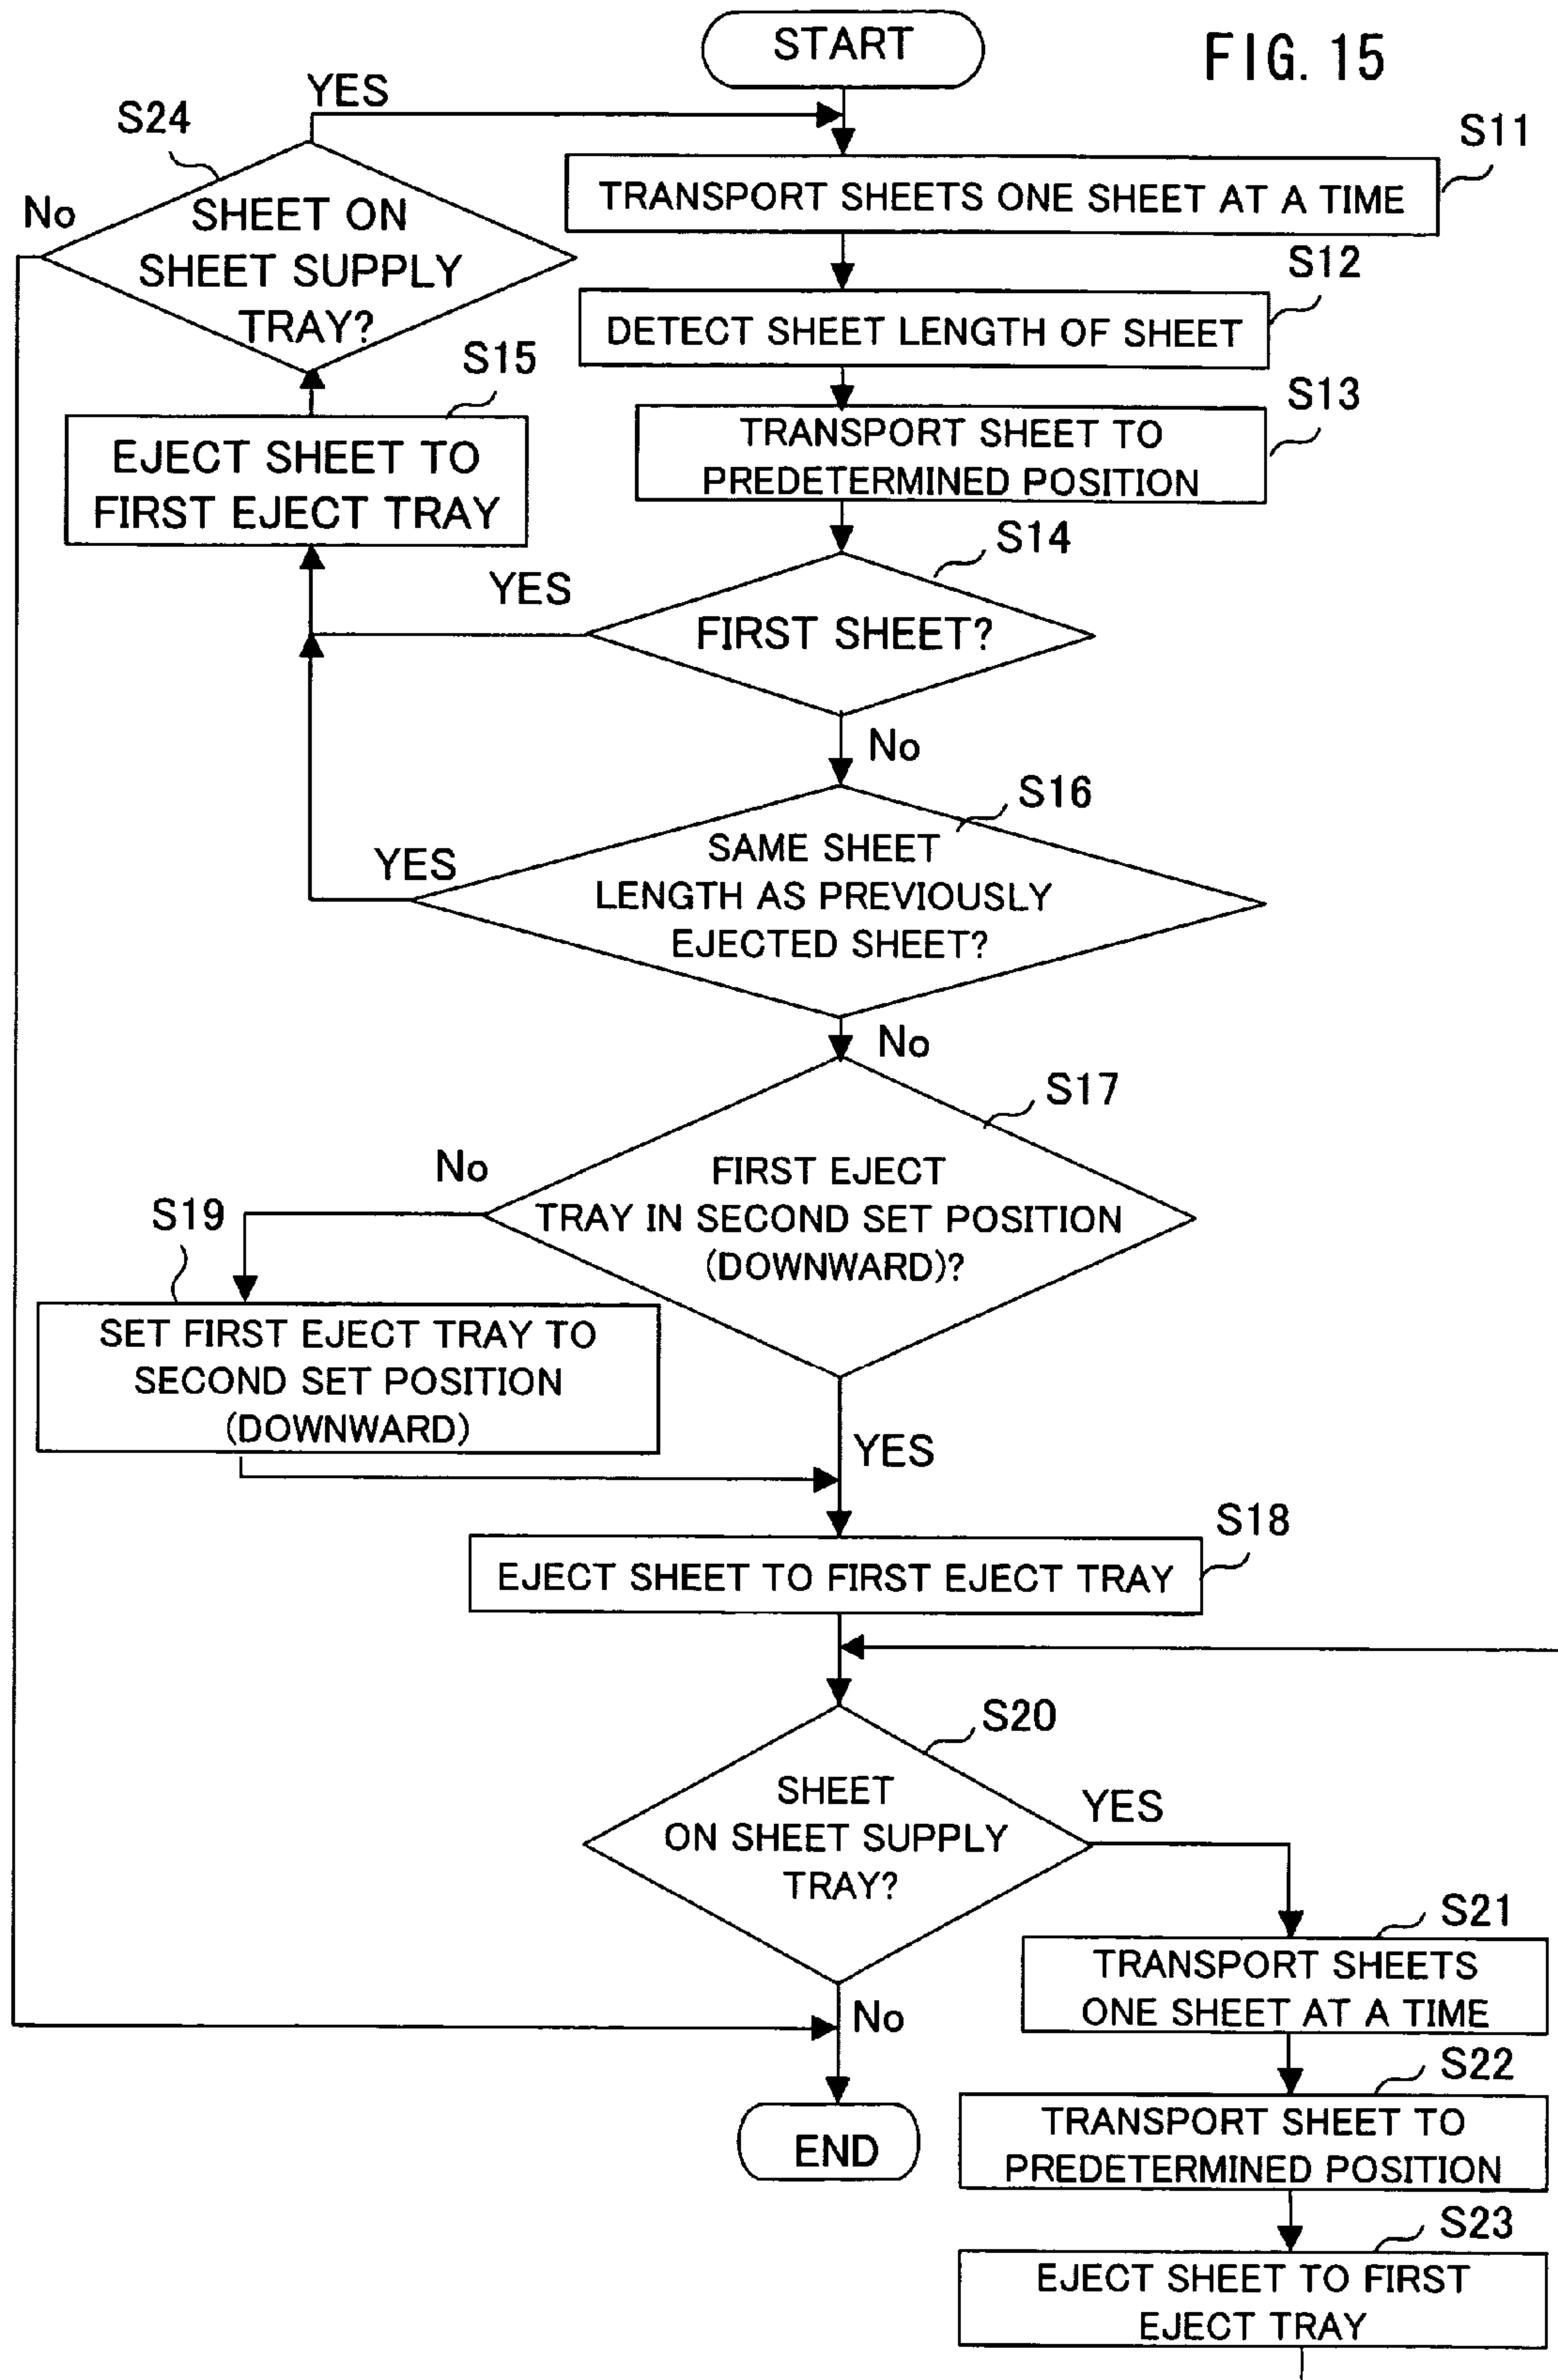 START
FIG. 15
YES
S24
No
SHEET ON
SHEET SUPPLY
TRAY?
S11
TRANSPORT SHEETS ONE SHEET AT A TIME
S12
DETECT SHEET LENGTH OF SHEET
S15
EJECT SHEET TO
FIRST EJECT TRAY
S13
TRANSPORT SHEET TO
PREDETERMINED POSITION
S14
YES
FIRST SHEET?
No
S16
YES
SAME SHEET
LENGTH AS PREVIOUSLY
EJECTED SHEET?
No
S17
No
FIRST EJECT
TRAY IN SECOND SET POSITION
(DOWNWARD)?
S19
SET FIRST EJECT TRAY TO
SECOND SET POSITION
(DOWNWARD)
YES
S18
EJECT SHEET TO FIRST EJECT TRAY
S20
SHEET
ON SHEET SUPPLY
TRAY?
YES
No
S21
TRANSPORT SHEETS
ONE SHEET AT A TIME
S22
TRANSPORT SHEET TO
PREDETERMINED POSITION
END
S23
EJECT SHEET TO FIRST
EJECT TRAY